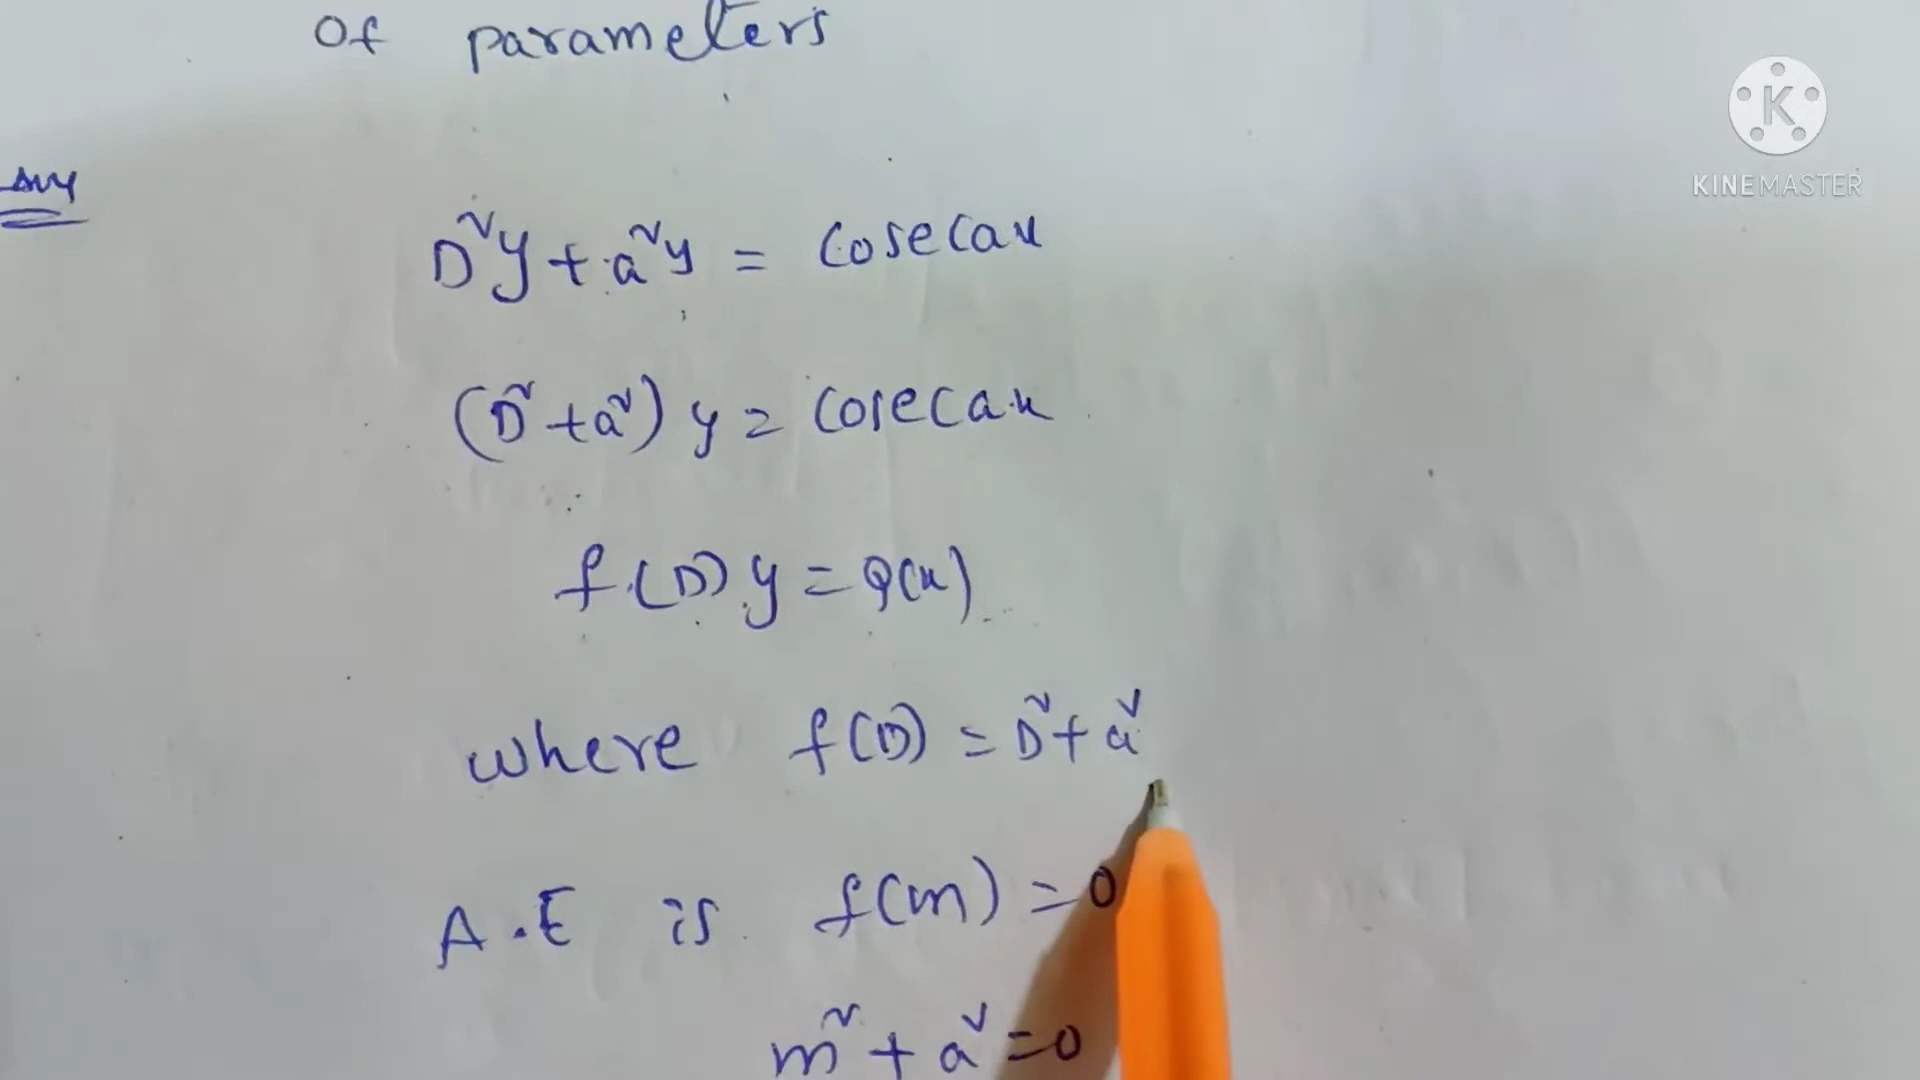 Of parameters
KINEMASTER
Ans
D²y + a²y = cosecax
(D² + a²) y = cosecax
f(D) y = Q(x)
where f(D) = D² + a²
A.E is f(m) = 0
m² + a² = 0